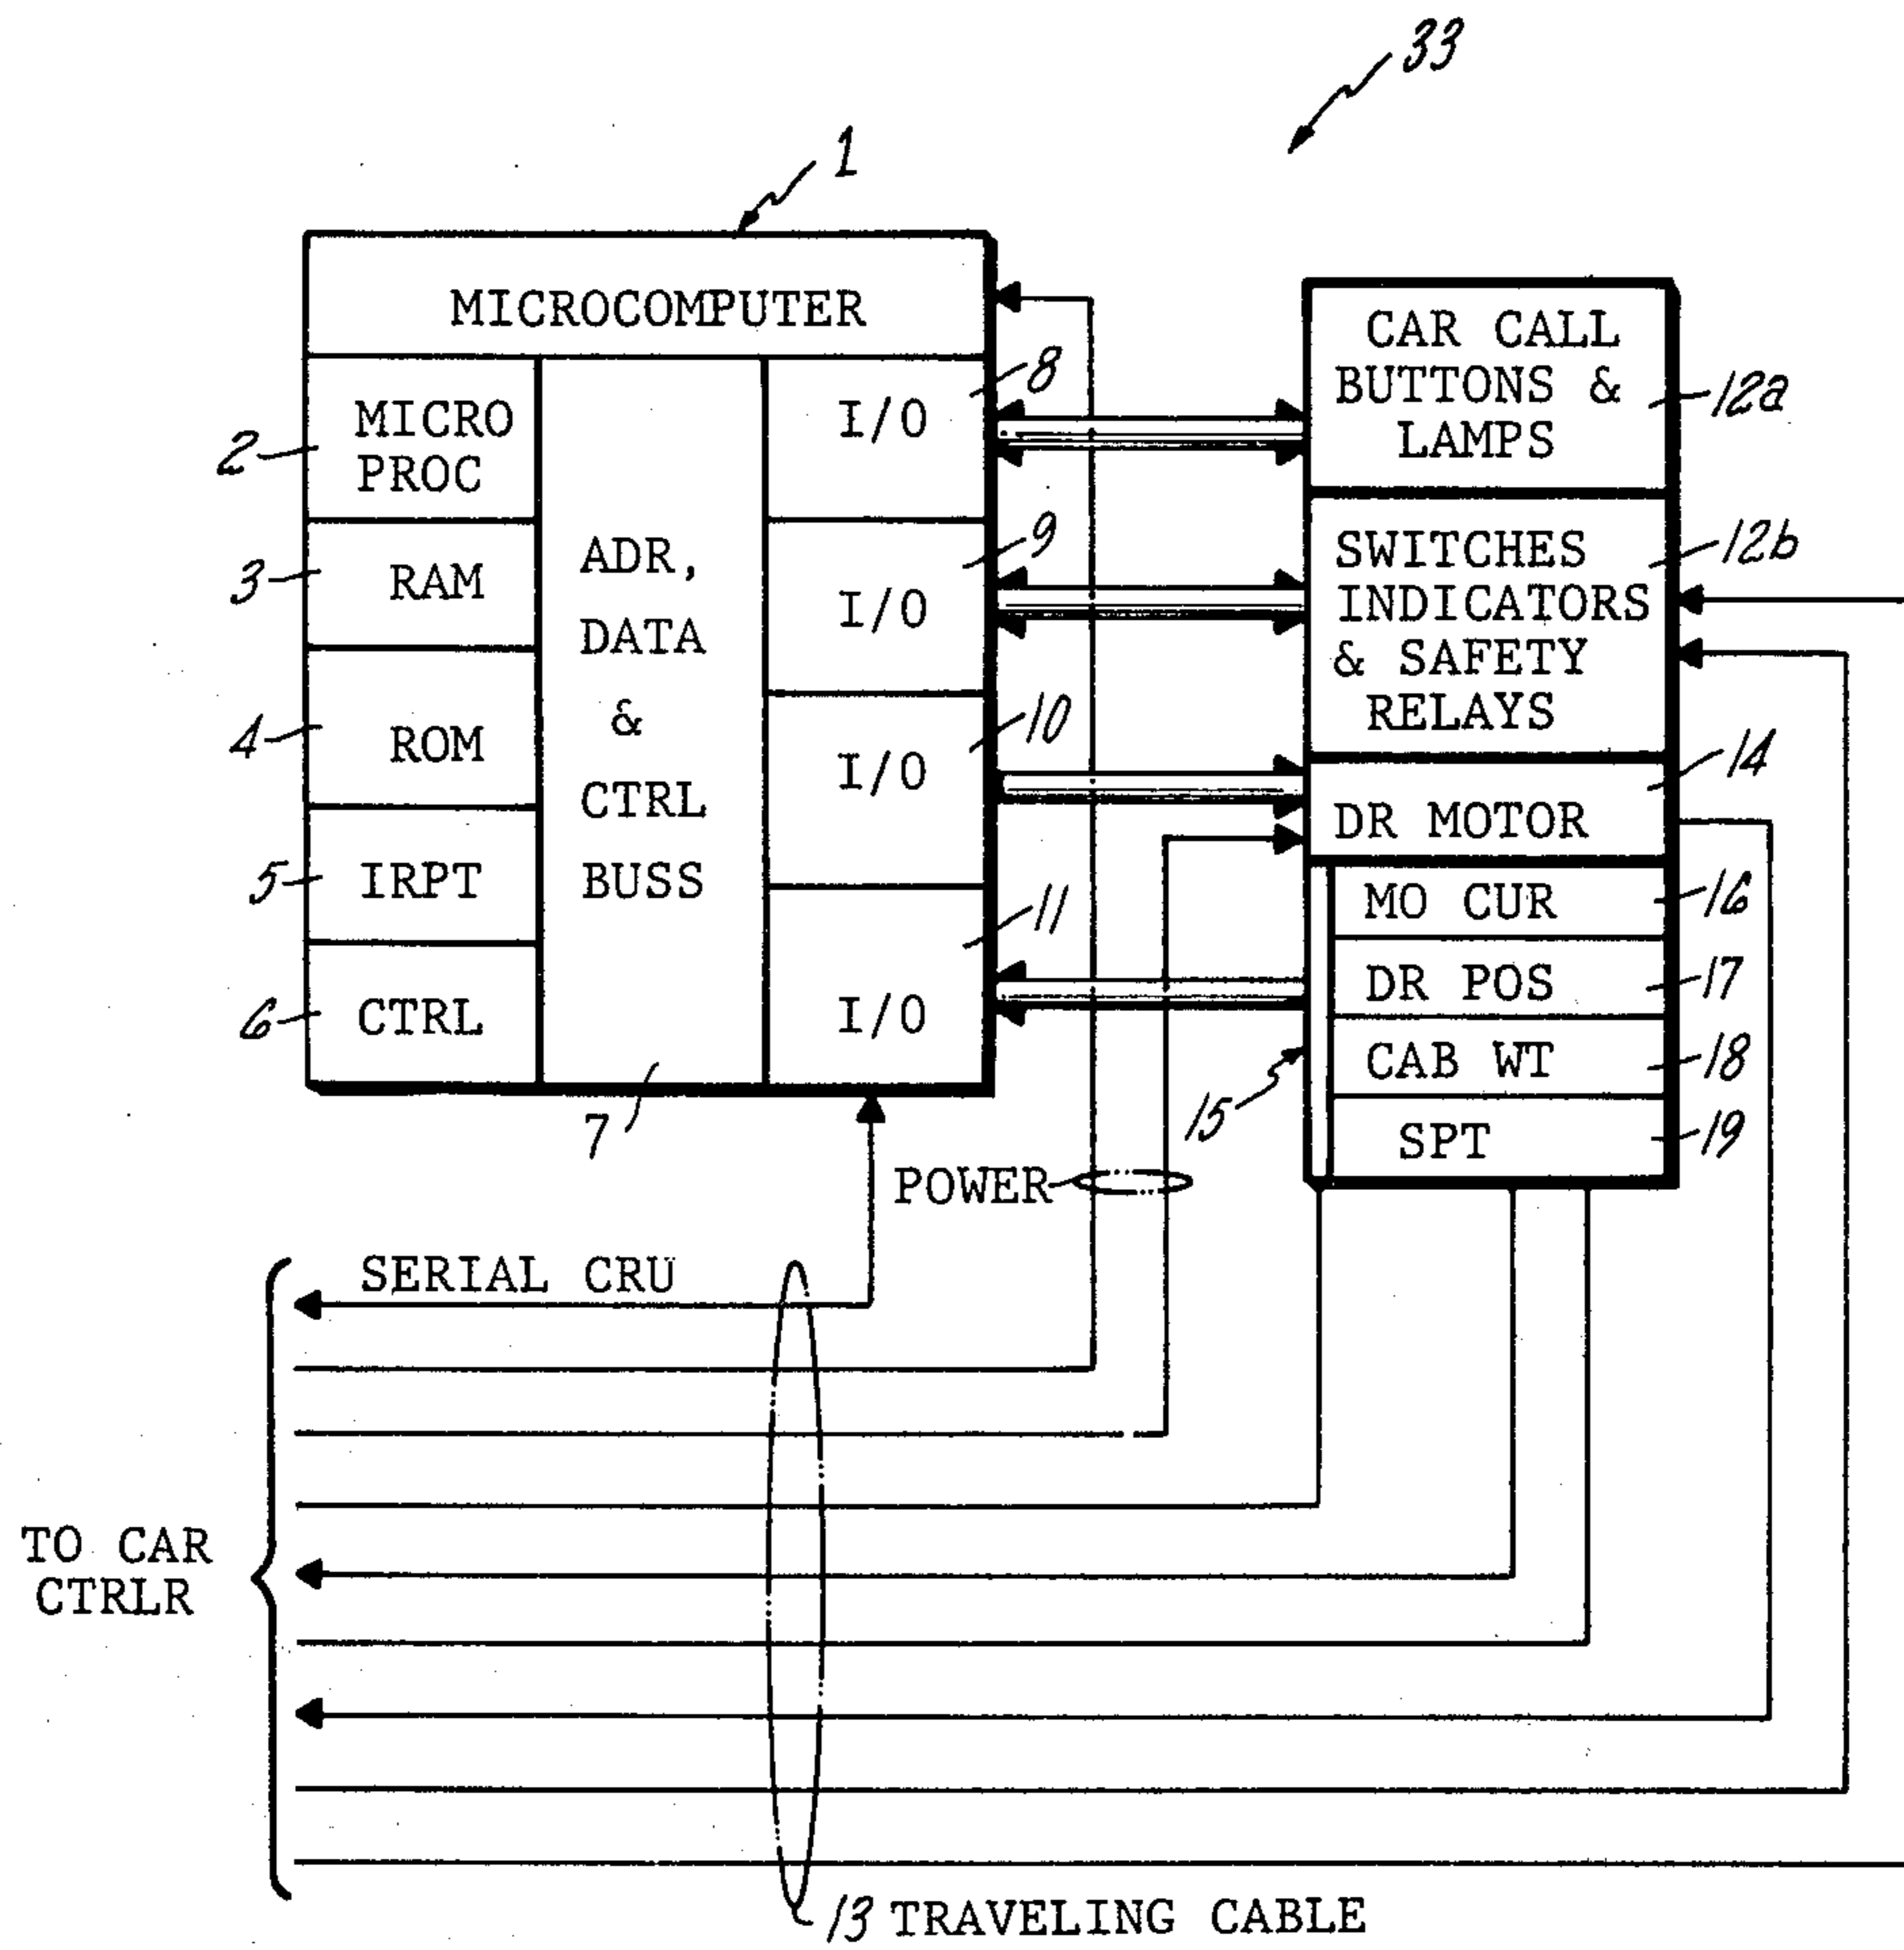 33
1
MICROCOMPUTER
8
CAR CALL
BUTTONS &
LAMPS
12a
2
MICRO
PROC
I/O
9
3
RAM
ADR,
DATA
&
CTRL
BUSS
I/O
SWITCHES
INDICATORS
& SAFETY
RELAYS
12b
4
ROM
10
I/O
14
DR MOTOR
5
IRPT
11
MO CUR
16
6
CTRL
I/O
DR POS
17
CAB WT
18
7
15
SPT
19
POWER
SERIAL CRU
TO CAR
CTRLR
13 TRAVELING CABLE